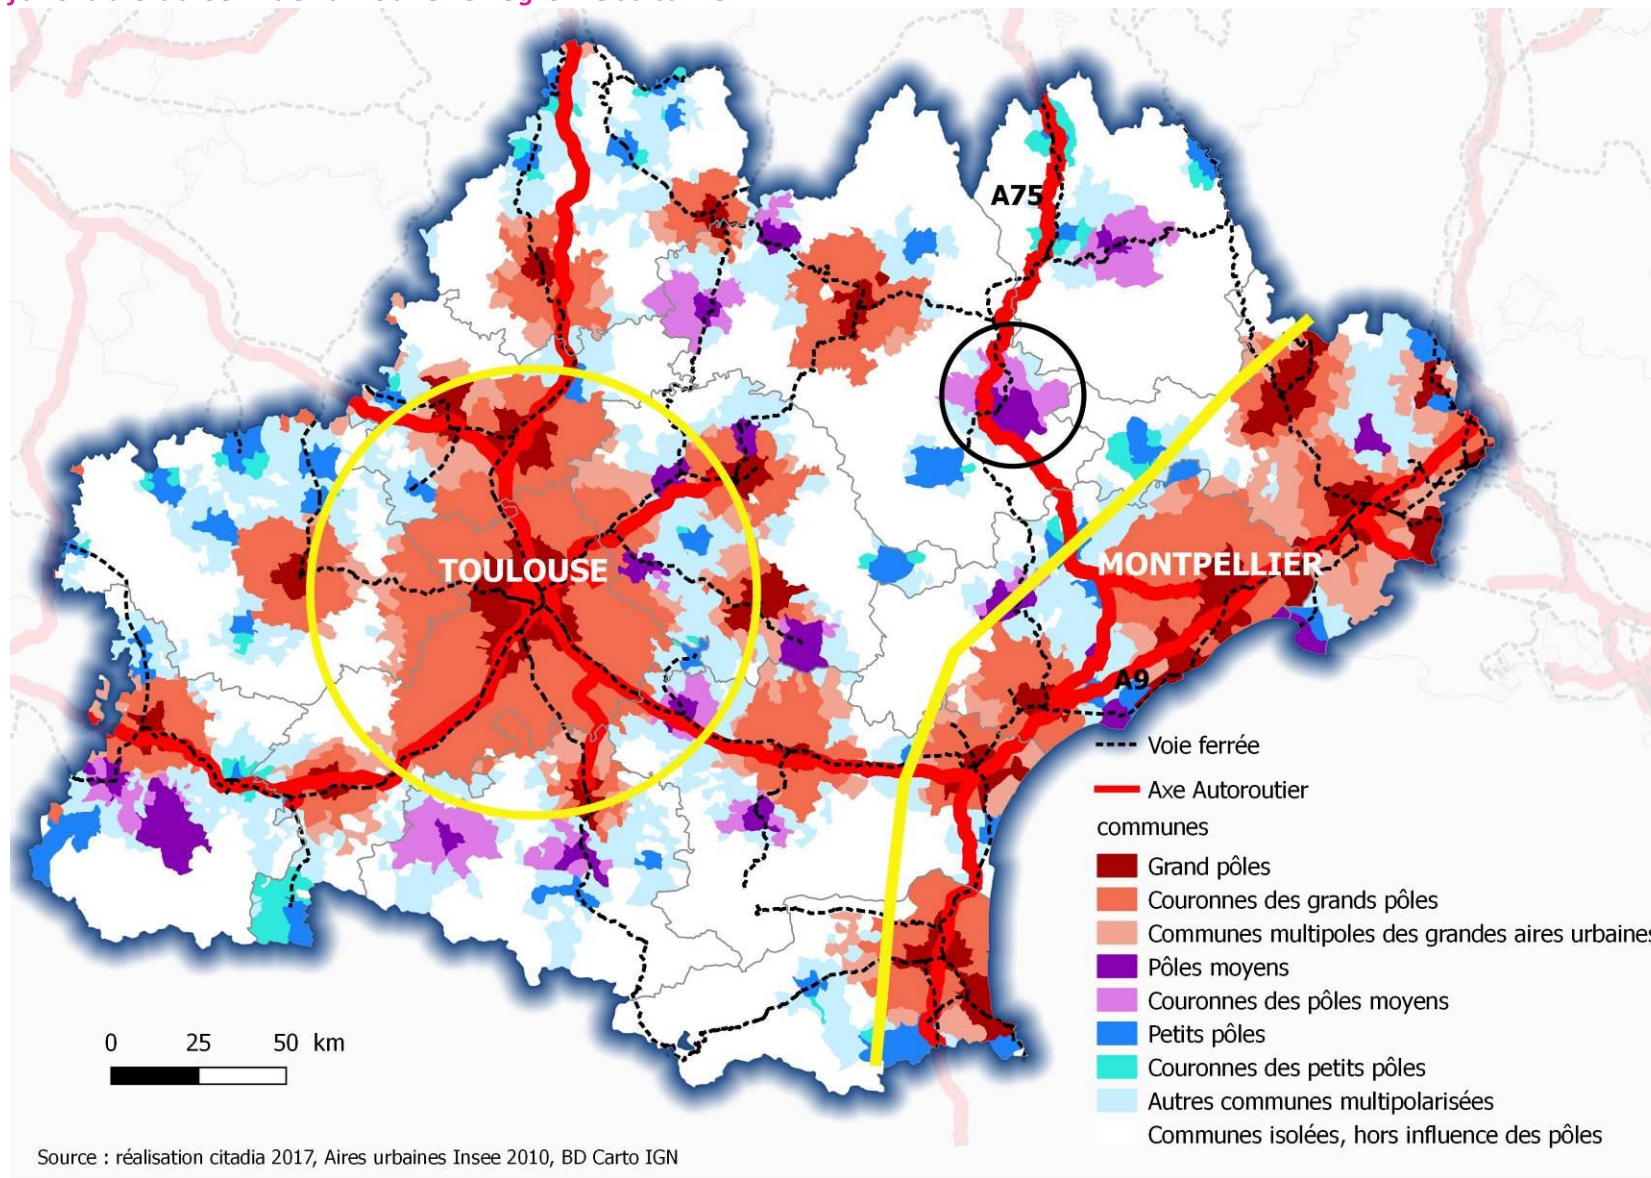 A75
TOULOUSE
MONTPELLIER
A9
Voie ferrée
Axe Autoroutier
communes
Grand pôles
Couronnes des grands pôles
Communes multipoles des grandes aires urbaines
Pôles moyens
Couronnes des pôles moyens
Petits pôles
Couronnes des petits pôles
Autres communes multipolarisées
Communes isolées, hors influence des pôles
0 25 50 km
Source : réalisation citadia 2017, Aires urbaines Insee 2010, BD Carto IGN